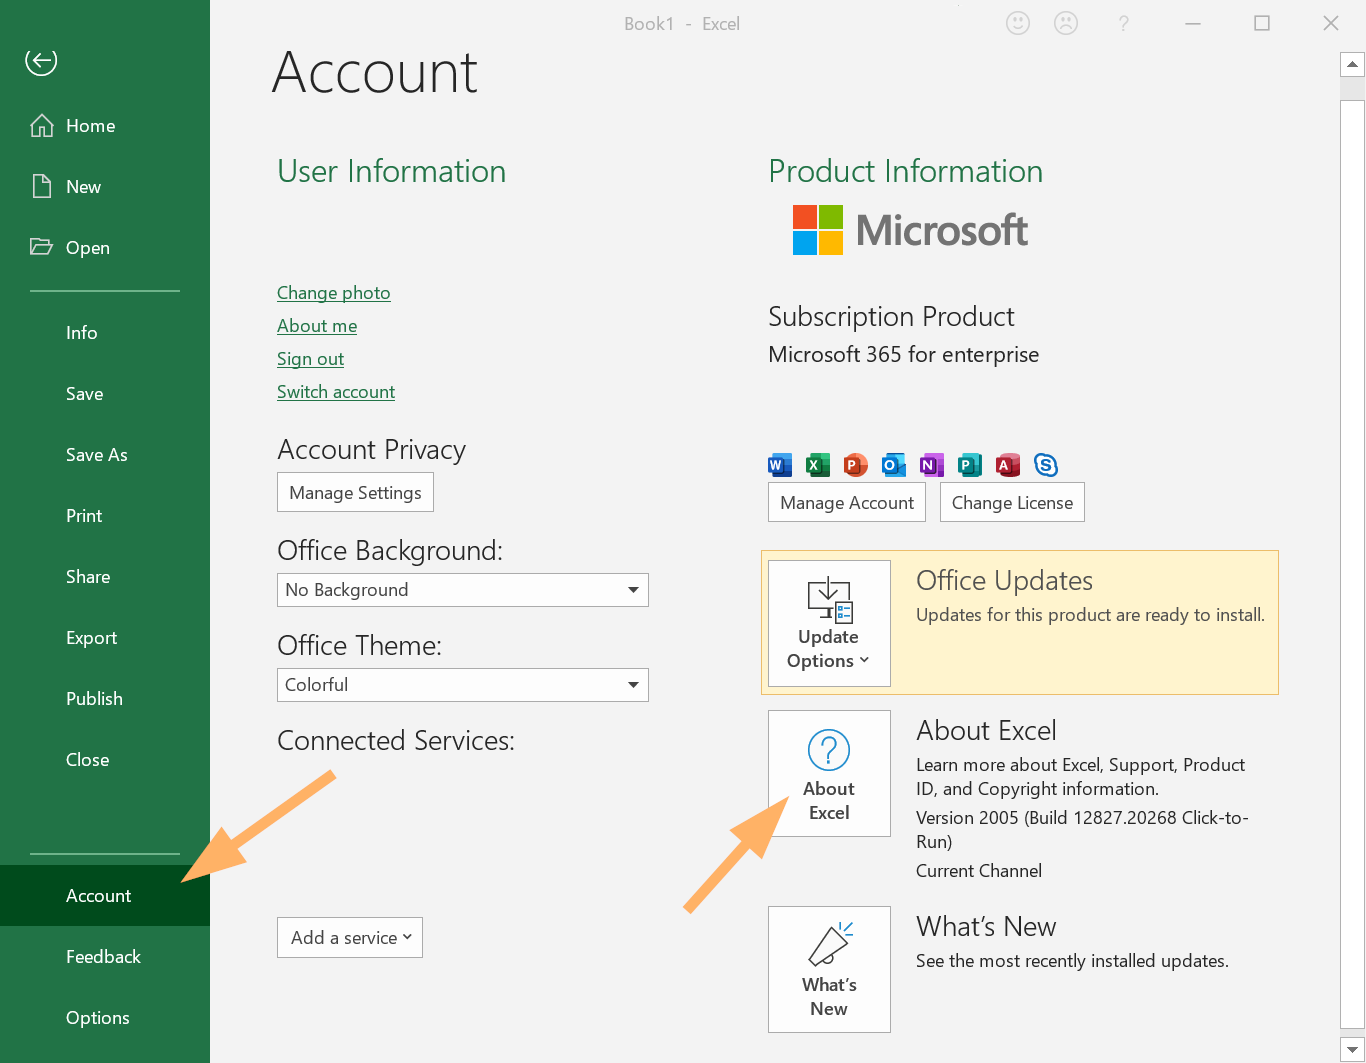 Book1 - Excel
Account
Home
New
Open
Info
Save
Save As
Print
Share
Export
Publish
Close
Account
Feedback
Options
User Information
Change photo
About me
Sign out
Switch account
Account Privacy
Manage Settings
Office Background:
No Background
Office Theme:
Colorful
Connected Services:
Add a service
Product Information
Microsoft
Subscription Product
Microsoft 365 for enterprise
Manage Account
Change License
Update
Options
Office Updates
Updates for this product are ready to install.
About
Excel
About Excel
Learn more about Excel, Support, Product
ID, and Copyright information.
Version 2005 (Build 12827.20268 Click-to-
Run)
Current Channel
What's
New
What's New
See the most recently installed updates.